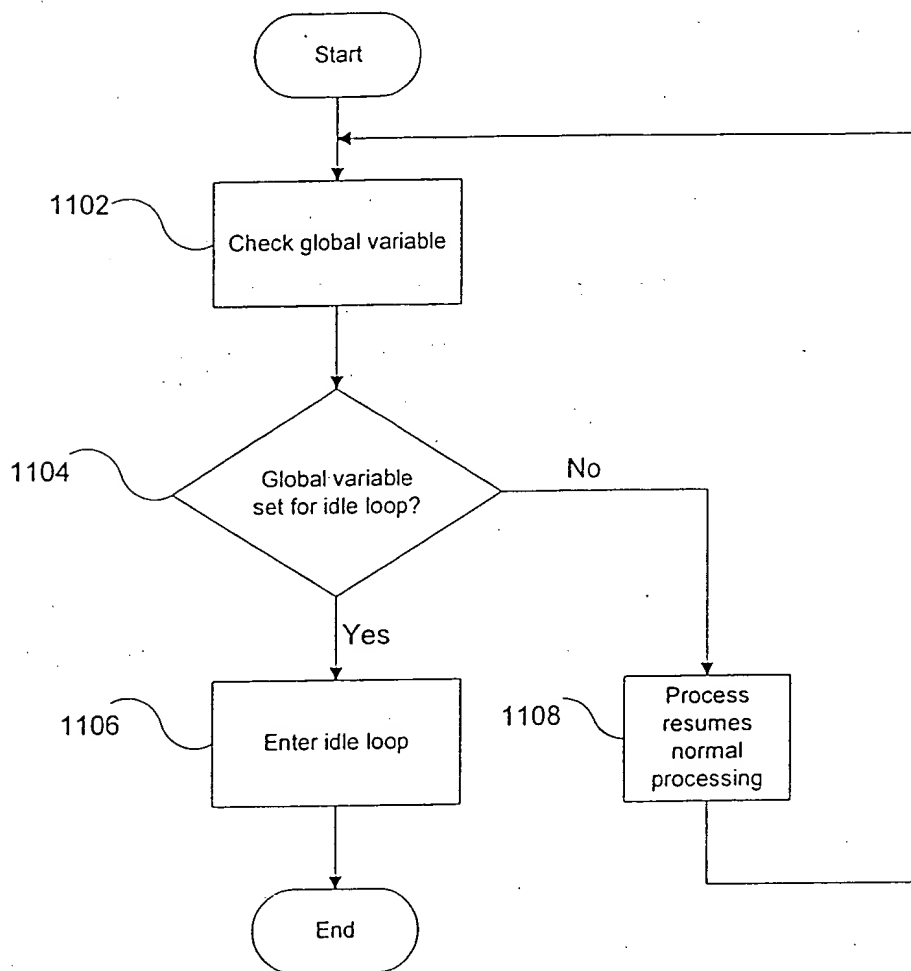 Start
1102
Check global variable
1104
Global variable
set for idle loop?
No
Yes
1106
Enter idle loop
1108
Process
resumes
normal
processing
End